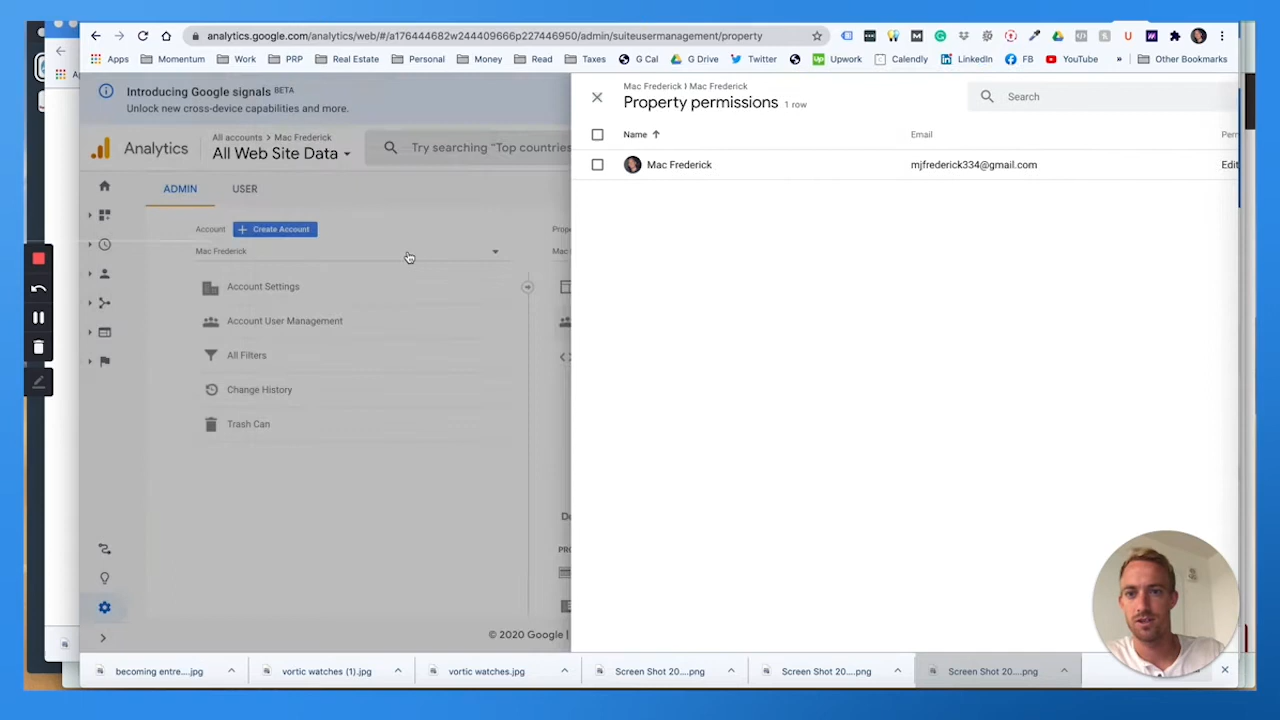 analytics.google.com/analytics/web/#/a176444682w244409666p227446950/admin/suiteusermanagement/property
Apps Momentum Work PRP Real Estate Personal Money Read Taxes G Cal G Drive Twitter Upwork Calendly LinkedIn FB YouTube » Other Bookmarks
Introducing Google signals BETA
Unlock new cross-device capabilities and more.
Analytics
All accounts > Mac Frederick
All Web Site Data
Try searching "Top countries
ADMIN USER
Account + Create Account
Mac Frederick
Account Settings
Account User Management
All Filters
Change History
Trash Can
© 2020 Google |
Mac Frederick | Mac Frederick
Property permissions 1 row
Search
Name Email
Mac Frederick mjfrederick334@gmail.com Edit
becoming entre....jpg
vortic watches (1).jpg
vortic watches.jpg
Screen Shot 20....png
Screen Shot 20....png
Screen Shot 20....png